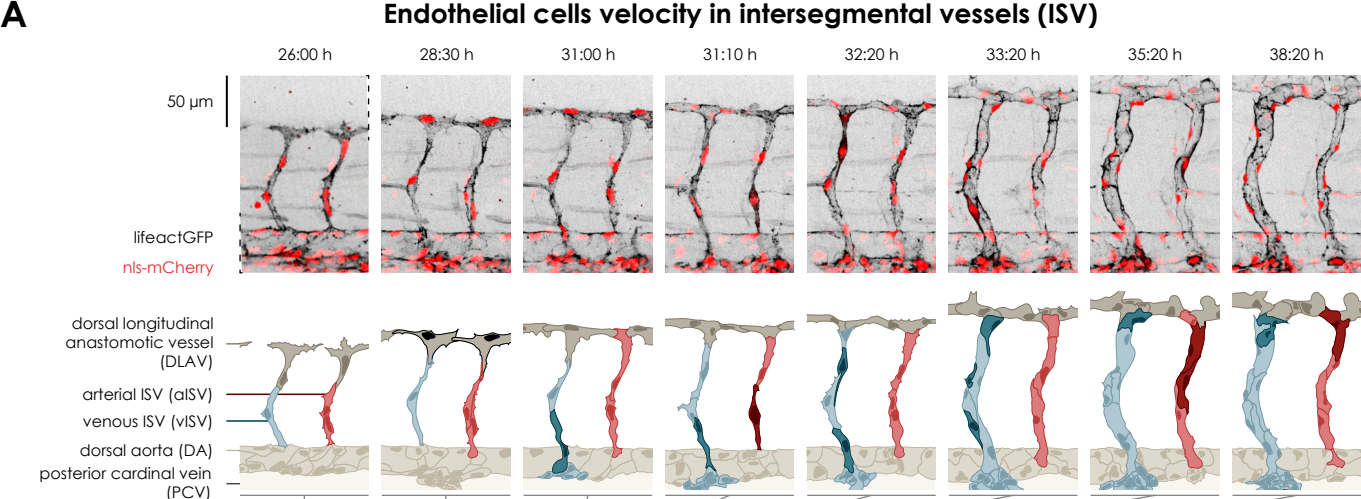 A
Endothelial cells velocity in intersegmental vessels (ISV)
26:00 h
28:30 h
31:00 h
31:10 h
32:20 h
33:20 h
35:20 h
38:20 h
50 µm
lifeactGFP
nls-mCherry
dorsal longitudinal
anastomotic vessel
(DLAV)
arterial ISV (aISV)
venous ISV (vISV)
dorsal aorta (DA)
posterior cardinal vein
(PCV)